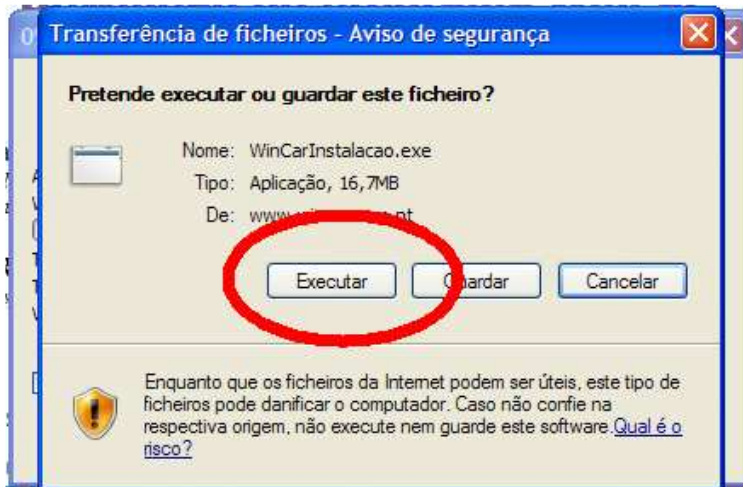 Transferência de ficheiros - Aviso de segurança
Pretende executar ou guardar este ficheiro?
Nome: WinCarInstalacao.exe
Tipo: Aplicação, 16,7MB
De:
Executar Guardar Cancelar
Enquanto que os ficheiros da Internet podem ser úteis, este tipo de
ficheiros pode danificar o computador. Caso não confie na
respectiva origem, não execute nem guarde este software. Qual é o
risco?